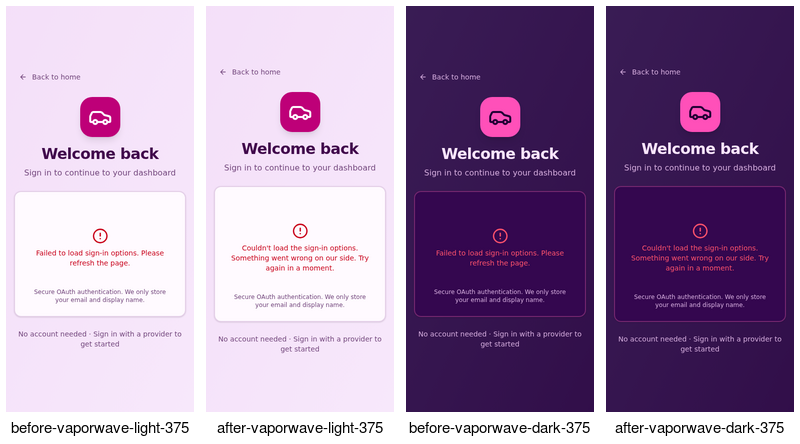 ← Back to home
Welcome back
Sign in to continue to your dashboard
Failed to load sign-in options. Please
refresh the page.
Secure OAuth authentication. We only store
your email and display name.
No account needed · Sign in with a provider to
get started
before-vaporwave-light-375
← Back to home
Welcome back
Sign in to continue to your dashboard
Couldn't load the sign-in options.
Something went wrong on our side. Try
again in a moment.
Secure OAuth authentication. We only store
your email and display name.
No account needed · Sign in with a provider to
get started
after-vaporwave-light-375
← Back to home
Welcome back
Sign in to continue to your dashboard
Failed to load sign-in options. Please
refresh the page.
Secure OAuth authentication. We only store
your email and display name.
No account needed · Sign in with a provider to
get started
before-vaporwave-dark-375
← Back to home
Welcome back
Sign in to continue to your dashboard
Couldn't load the sign-in options.
Something went wrong on our side. Try
again in a moment.
Secure OAuth authentication. We only store
your email and display name.
No account needed · Sign in with a provider to
get started
after-vaporwave-dark-375